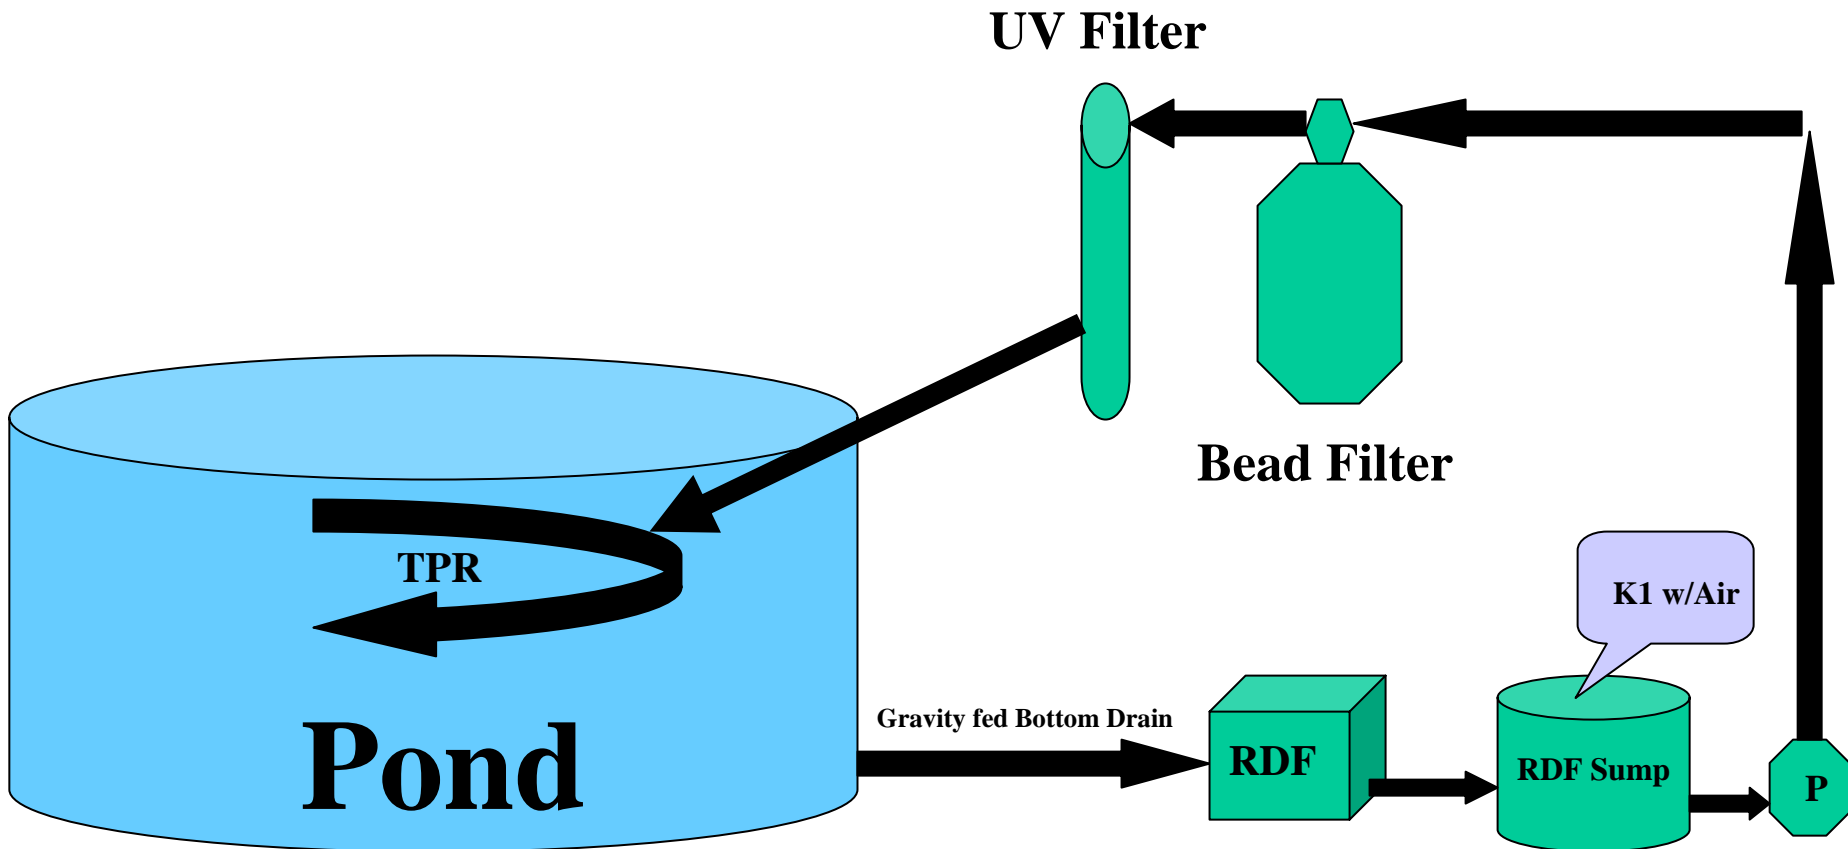 UV Filter
Bead Filter
K1 w/Air
TPR
Gravity fed Bottom Drain
Pond
RDF
RDF Sump
P